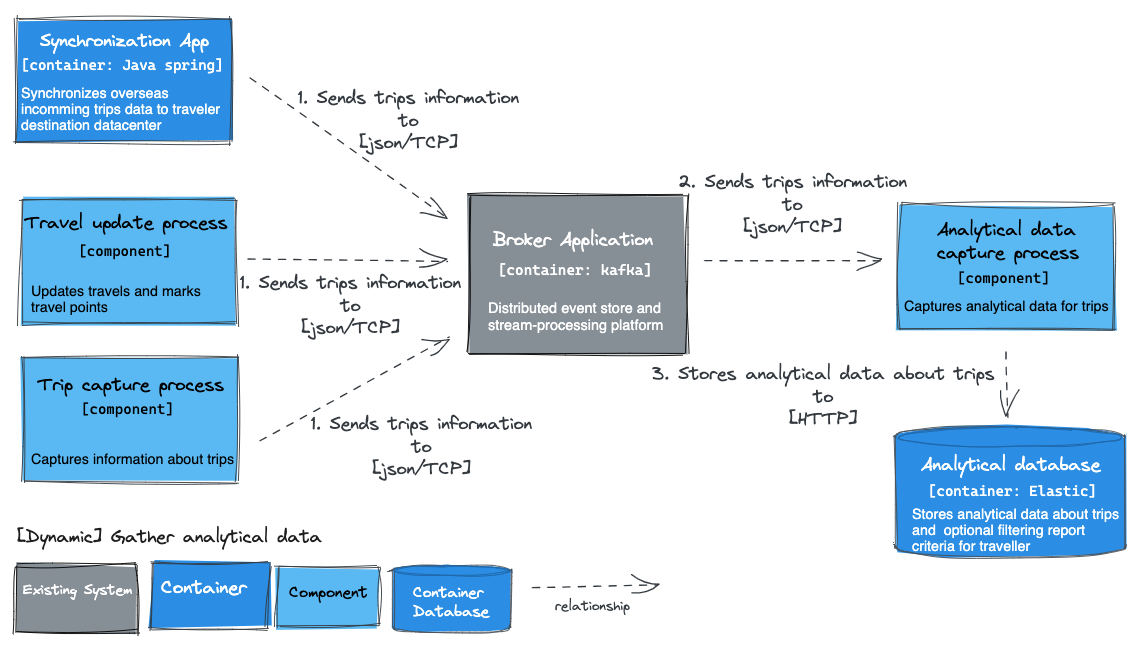 Synchronization App
[container: Java spring]
Synchronizes overseas
incomming trips data to traveler
destination datacenter
1. Sends trips information
to
[json/TCP]
Travel update process
[component]
Updates travels and marks
travel points
1. Sends trips information
to
[json/TCP]
Trip capture process
[component]
Captures information about trips
1. Sends trips information
to
[json/TCP]
Broker Application
[container: kafka]
Distributed event store and
stream-processing platform
2. Sends trips information
to
[json/TCP]
Analytical data
capture process
[component]
Captures analytical data for trips
3. Stores analytical data about trips
to
[HTTP]
Analytical database
[container: Elastic]
Stores analytical data about trips
and optional filtering report
criteria for traveller
[Dynamic] Gather analytical data
Existing System
Container
Component
Container
Database
relationship